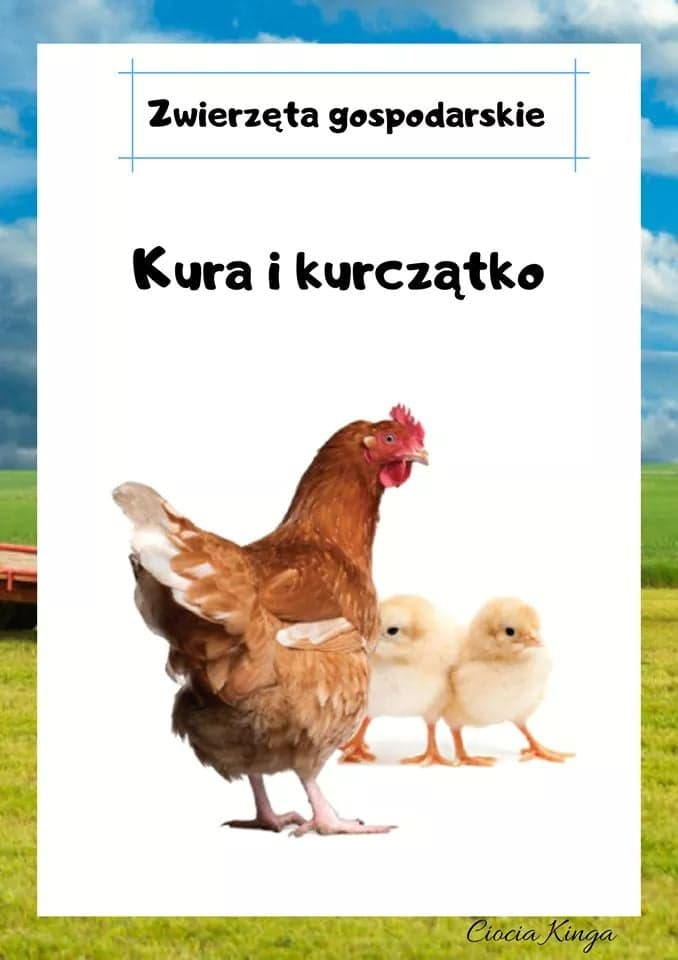 Zwierzęta gospodarskie
Kura i kurczątko
Ciocia Kinga